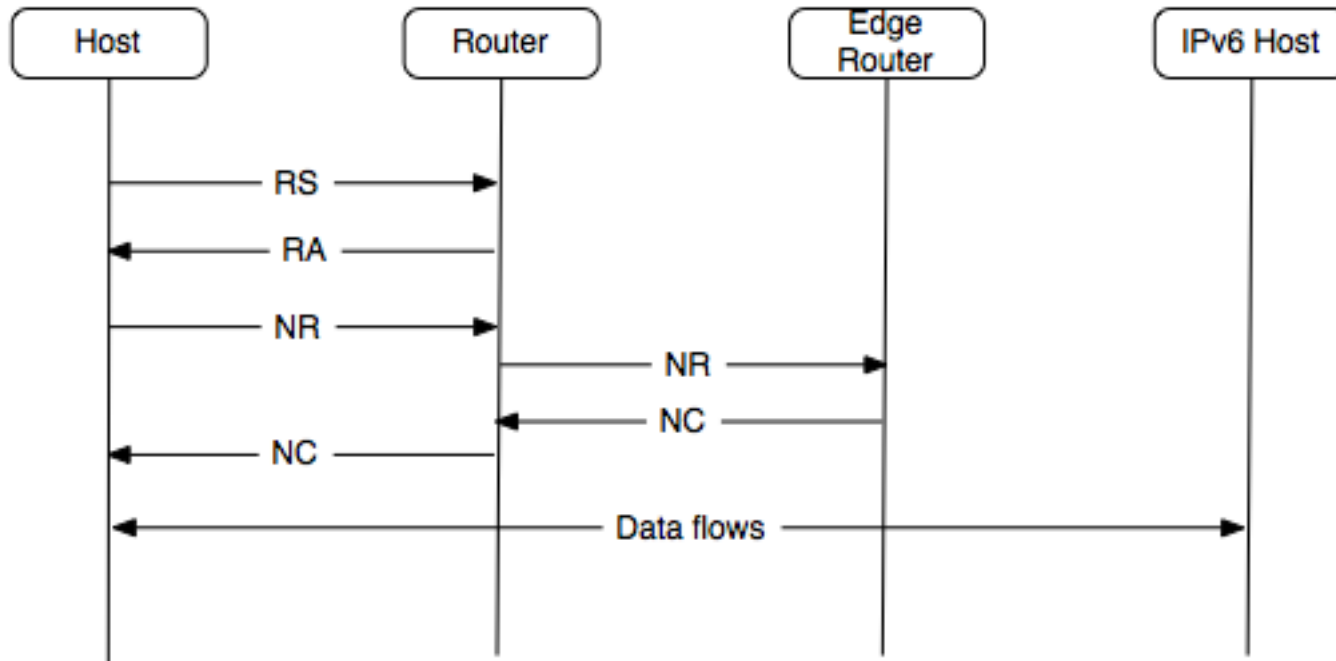 Host
Router
Edge
Router
IPv6 Host
RS
RA
NR
NR
NC
NC
Data flows